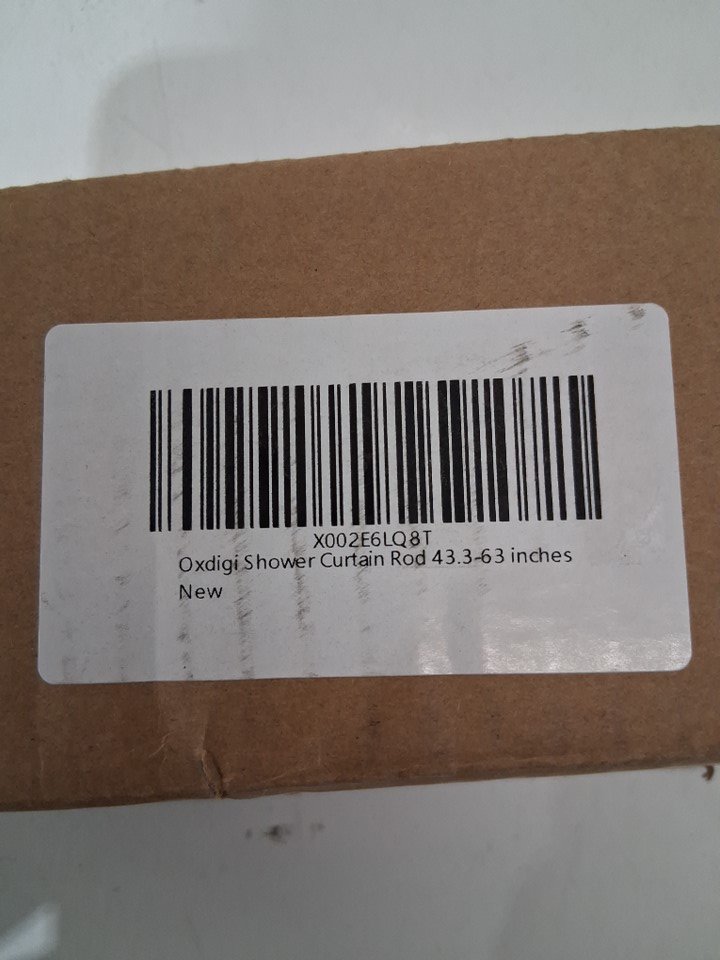 X002E6LQ8T
Oxdigi Shower Curtain Rod 43.3-63 inches
New